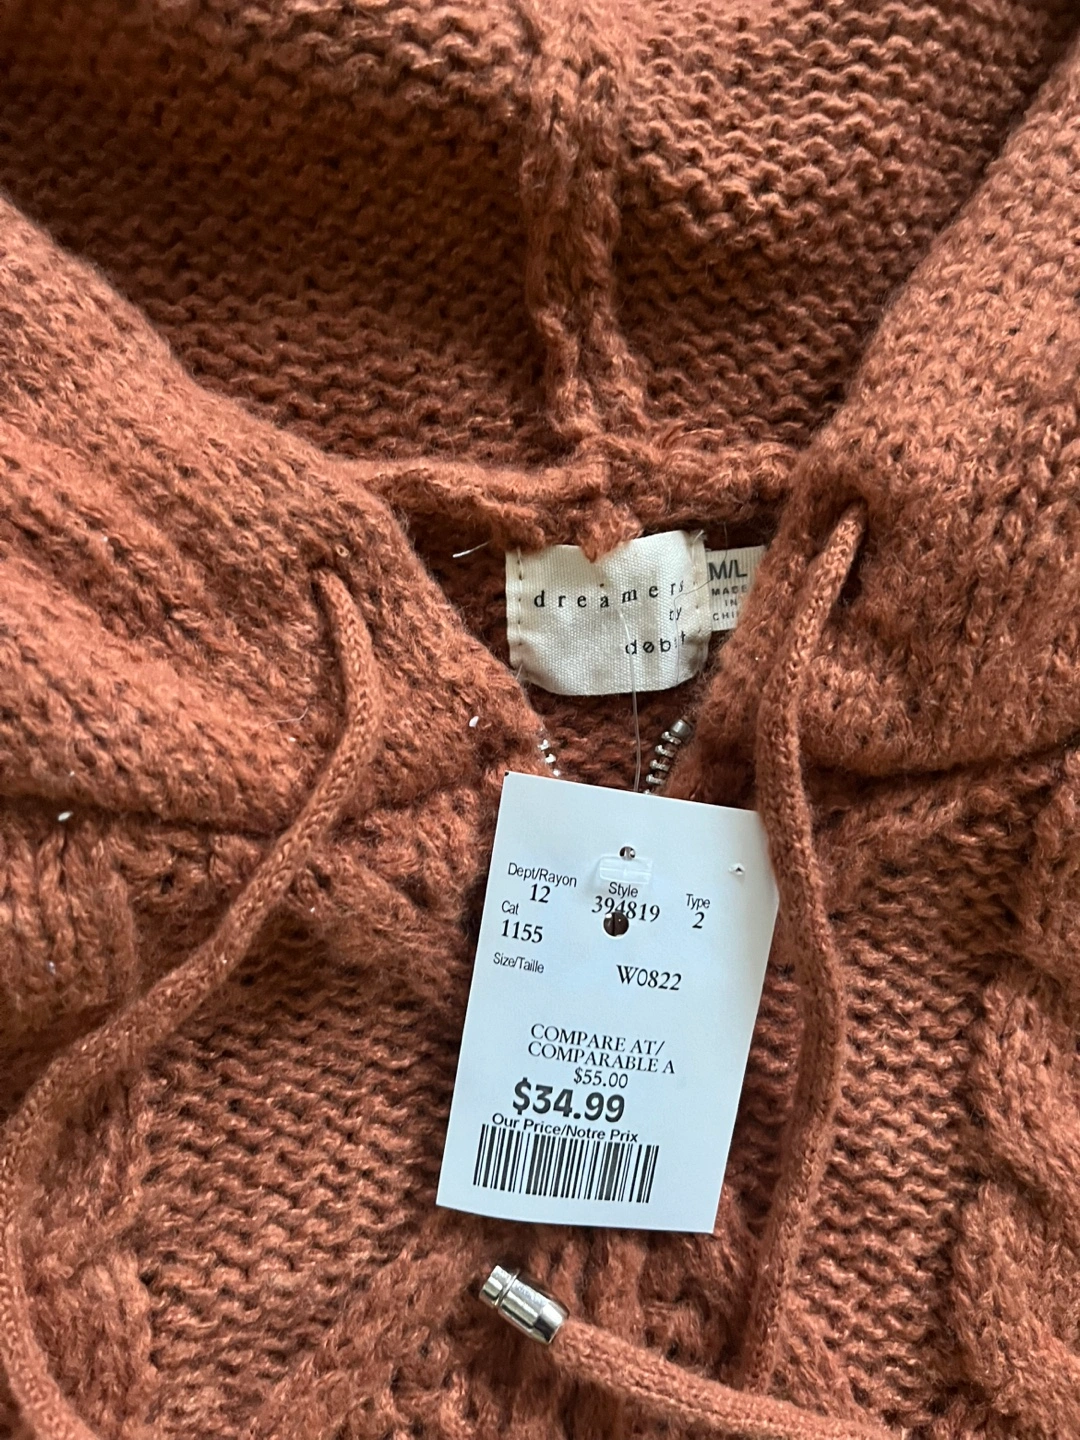 dreamers
by
debut
M/L
MADE
IN
Dept/Rayon
12
Style
394819
Type
2
Cat
1155
Size/Taille
W0822
COMPARE AT/
COMPARABLE A
$55.00
$34.99
Our Price/Notre Prix